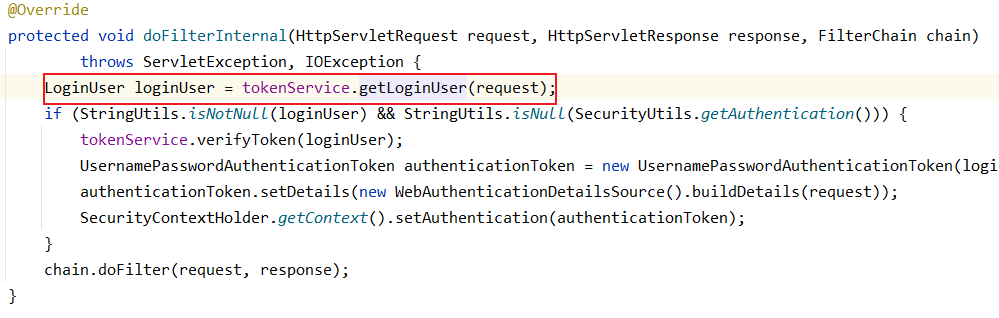 @Override
protected void doFilterInternal(HttpServletRequest request, HttpServletResponse response, FilterChain chain)
throws ServletException, IOException {
LoginUser loginUser = tokenService.getLoginUser(request);
if (StringUtils.isNotNull(loginUser) && StringUtils.isNull(SecurityUtils.getAuthentication())) {
tokenService.verifyToken(loginUser);
UsernamePasswordAuthenticationToken authenticationToken = new UsernamePasswordAuthenticationToken(logi
authenticationToken.setDetails(new WebAuthenticationDetailsSource().buildDetails(request));
SecurityContextHolder.getContext().setAuthentication(authenticationToken);
}
chain.doFilter(request, response);
}